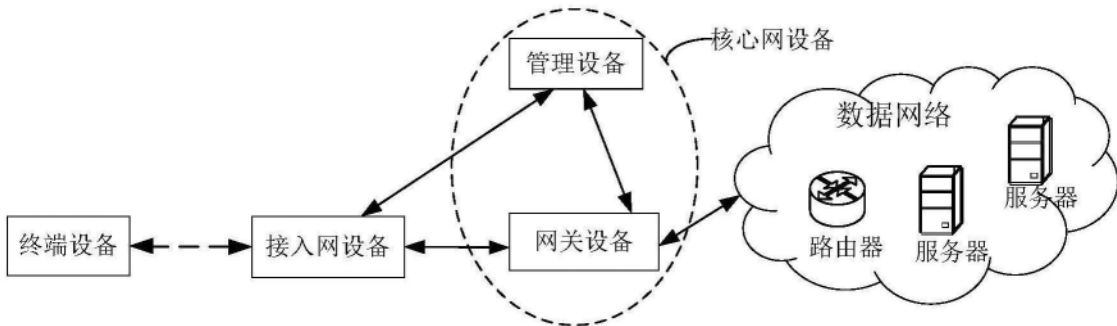 核心网设备
管理设备
数据网络
服务器
终端设备
接入网设备
网关设备
路由器
服务器